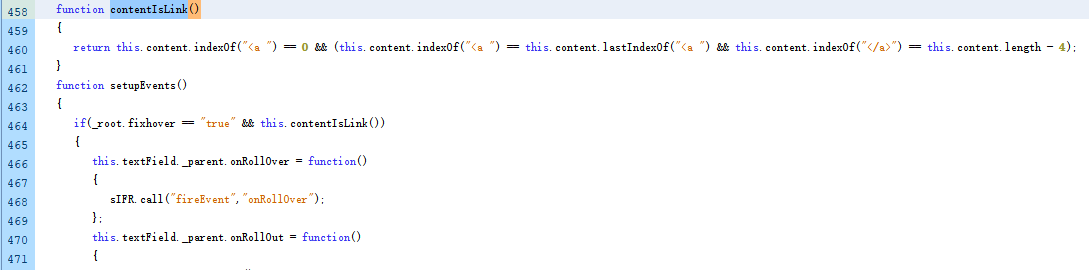 458 function contentIsLink()
459 {
460 return this.content.indexOf("<a ") == 0 && (this.content.indexOf("<a ") == this.content.lastIndexOf("<a ") && this.content.indexOf("</a>") == this.content.length - 4);
461 }
462 function setupEvents()
463 {
464 if(_root.fixhover == "true" && this.contentIsLink())
465 {
466 this.textField._parent.onRollOver = function()
467 {
468 sIFR.call("fireEvent","onRollOver");
469 };
470 this.textField._parent.onRollOut = function()
471 {